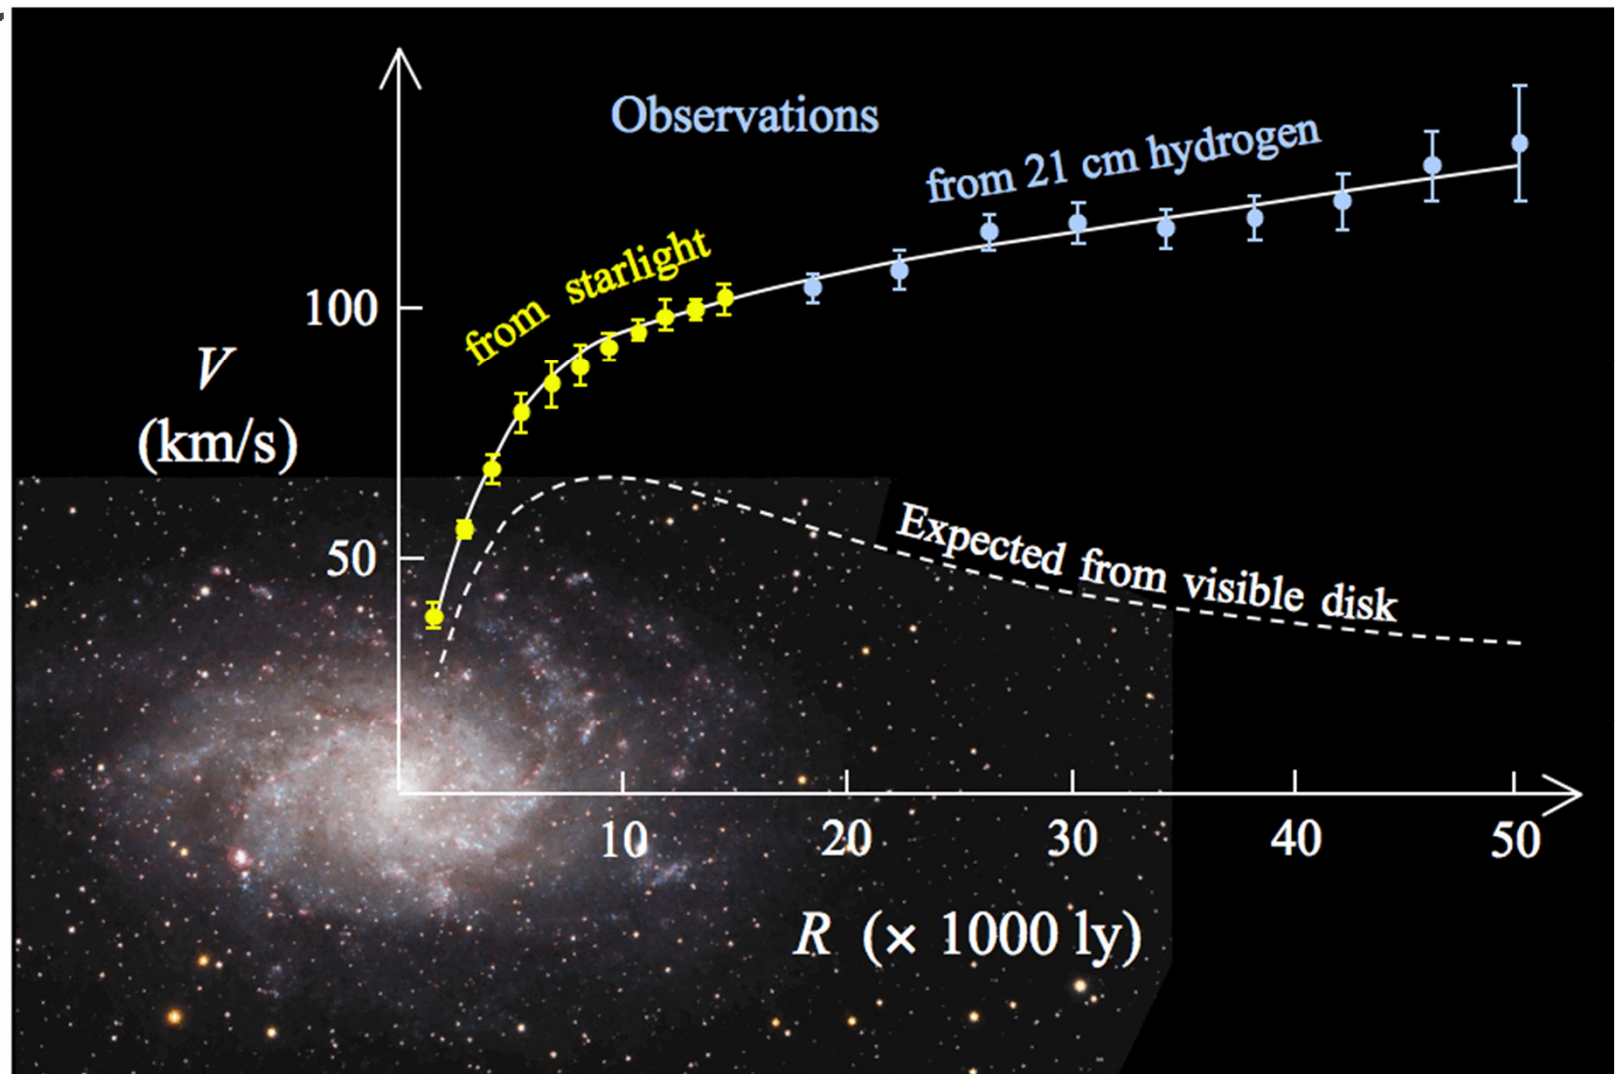 Observations
from 21 cm hydrogen
from starlight
100
V
(km/s)
50
Expected from visible disk
10 20 30 40 50
R (× 1000 ly)